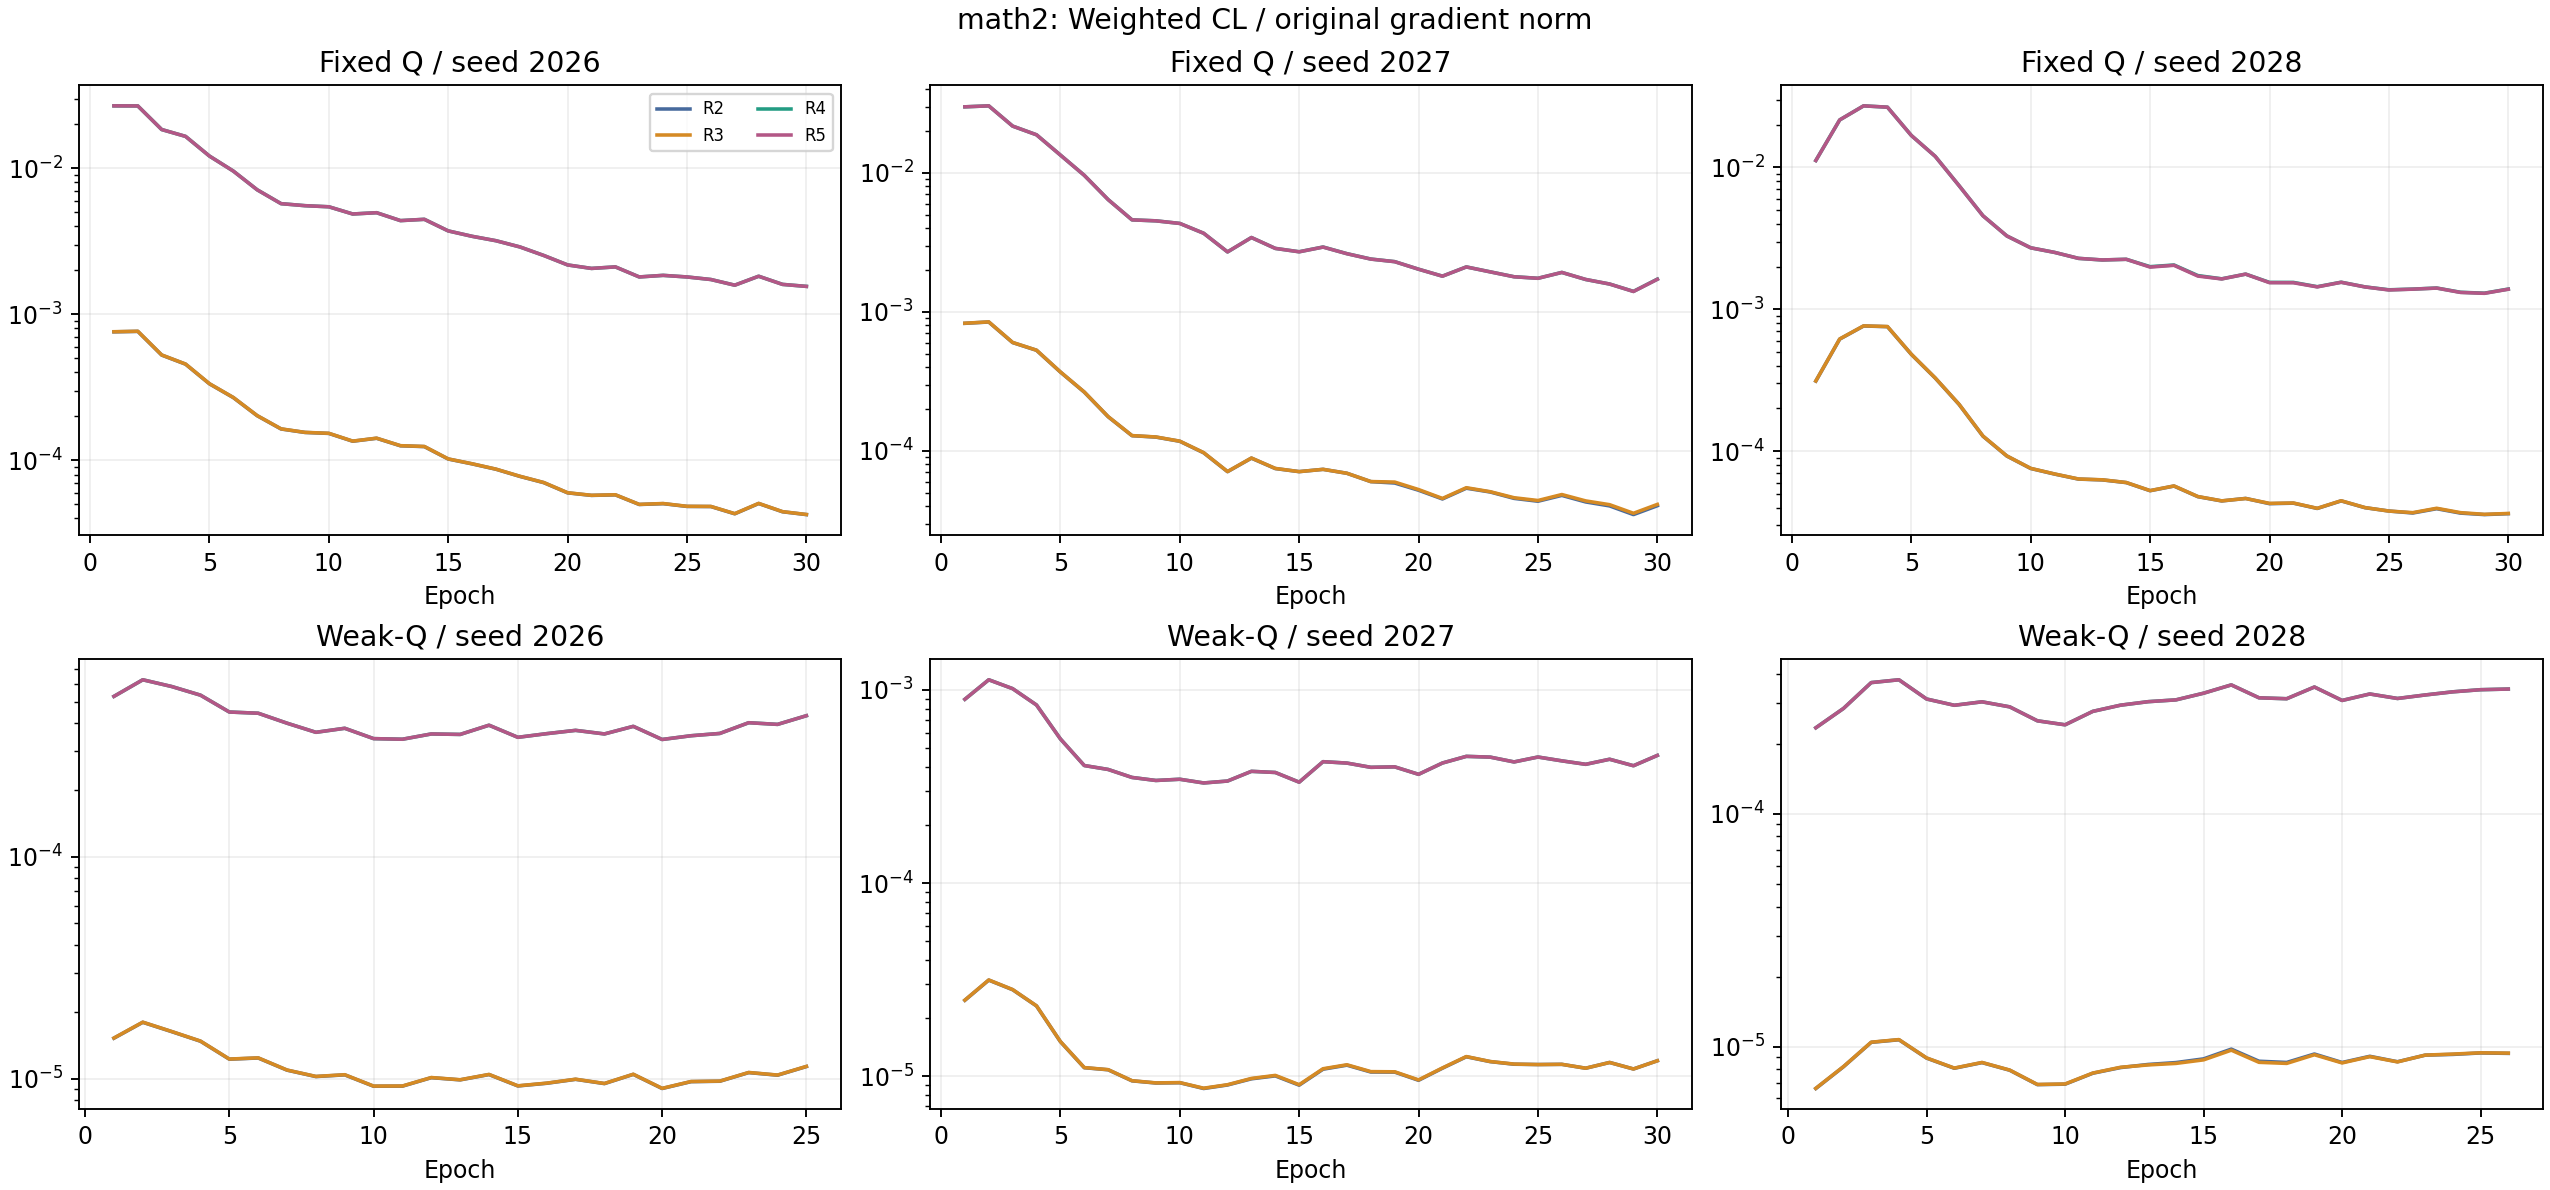 math2: Weighted CL / original gradient norm
Fixed Q / seed 2026
Fixed Q / seed 2027
Fixed Q / seed 2028
R2 R4
R3 R5
10⁻²
10⁻³
10⁻⁴
0 5 10 15 20 25 30
Epoch
10⁻²
10⁻³
10⁻⁴
0 5 10 15 20 25 30
Epoch
10⁻²
10⁻³
10⁻⁴
0 5 10 15 20 25 30
Epoch
Weak-Q / seed 2026
Weak-Q / seed 2027
Weak-Q / seed 2028
10⁻⁴
10⁻⁵
0 5 10 15 20 25
Epoch
10⁻³
10⁻⁴
10⁻⁵
0 5 10 15 20 25 30
Epoch
10⁻⁴
10⁻⁵
0 5 10 15 20 25
Epoch